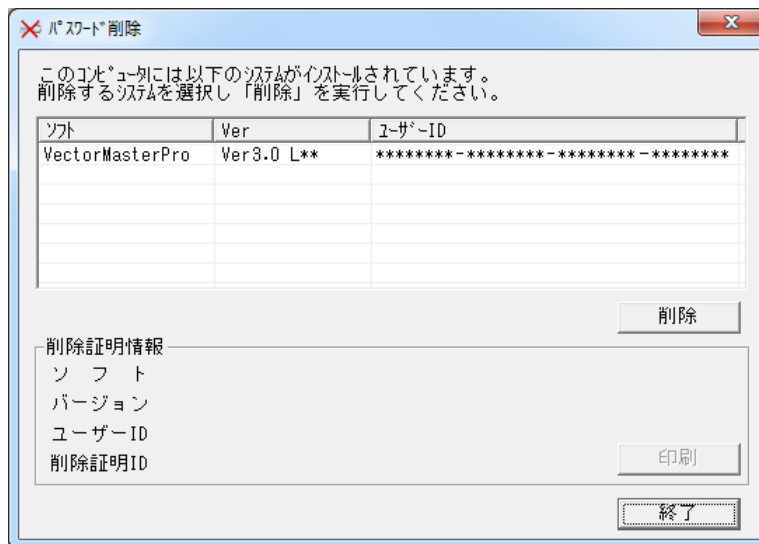 ﾊﾟｽﾜｰﾄﾞ削除
このｺﾝﾋﾟｭｰﾀには以下のｼｽﾃﾑがｲﾝｽﾄｰﾙされています。
削除するｼｽﾃﾑを選択し「削除」を実行してください。
ｿﾌﾄ Ver ﾕｰｻﾞｰID
VectorMasterPro Ver3.0 L** ********-********-********-********
削除
削除証明情報
ソ フ ト
バージョン
ユーザーID
削除証明ID
印刷
終了